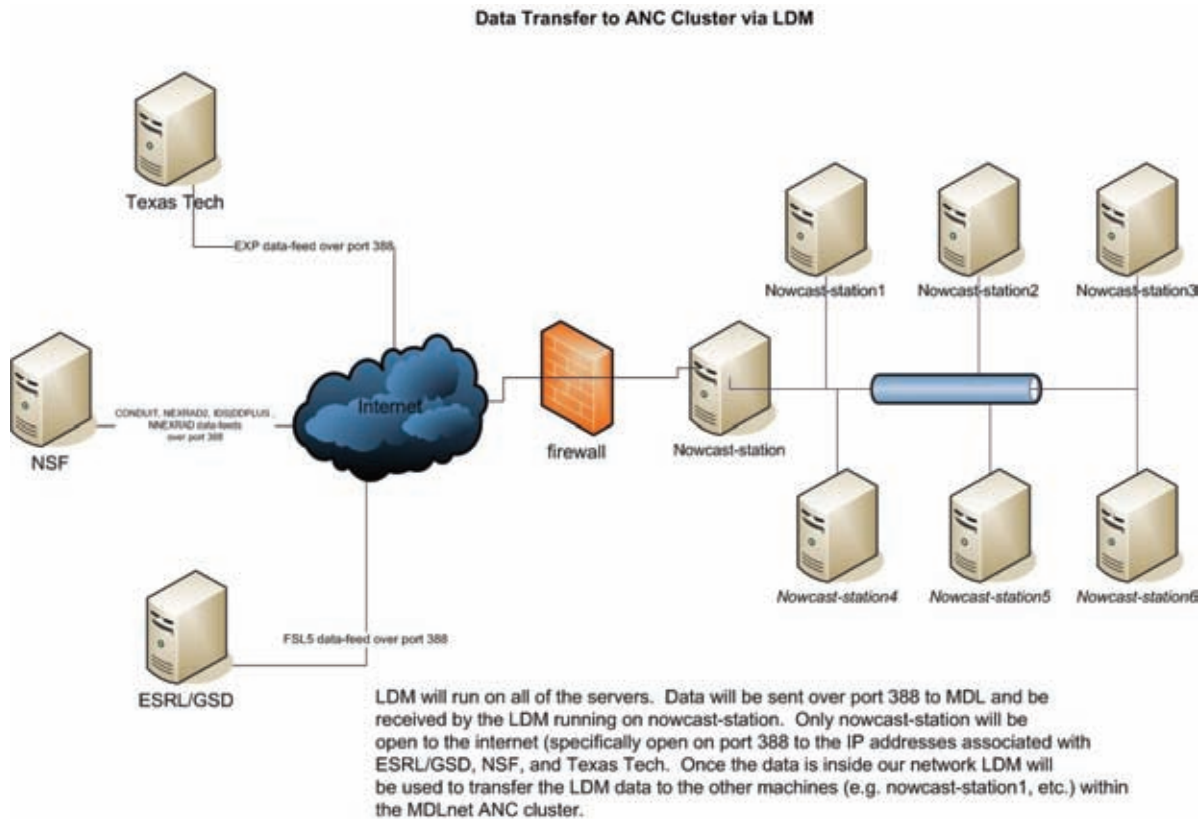 Data Transfer to ANC Cluster via LDM
Texas Tech
EXP data-feed over port 388
Nowcast-station1
Nowcast-station2
Nowcast-station3
Internet
CONDUIT, NEXRAD2, IDS|DDPLUS ,
NNEXRAD data-feeds
over port 388
NSF
firewall
Nowcast-station
Nowcast-station4
Nowcast-station5
Nowcast-station6
FSL5 data-feed over port 388
ESRL/GSD
LDM will run on all of the servers. Data will be sent over port 388 to MDL and be
received by the LDM running on nowcast-station. Only nowcast-station will be
open to the internet (specifically open on port 388 to the IP addresses associated with
ESRL/GSD, NSF, and Texas Tech. Once the data is inside our network LDM will
be used to transfer the LDM data to the other machines (e.g. nowcast-station1, etc.) within
the MDLnet ANC cluster.